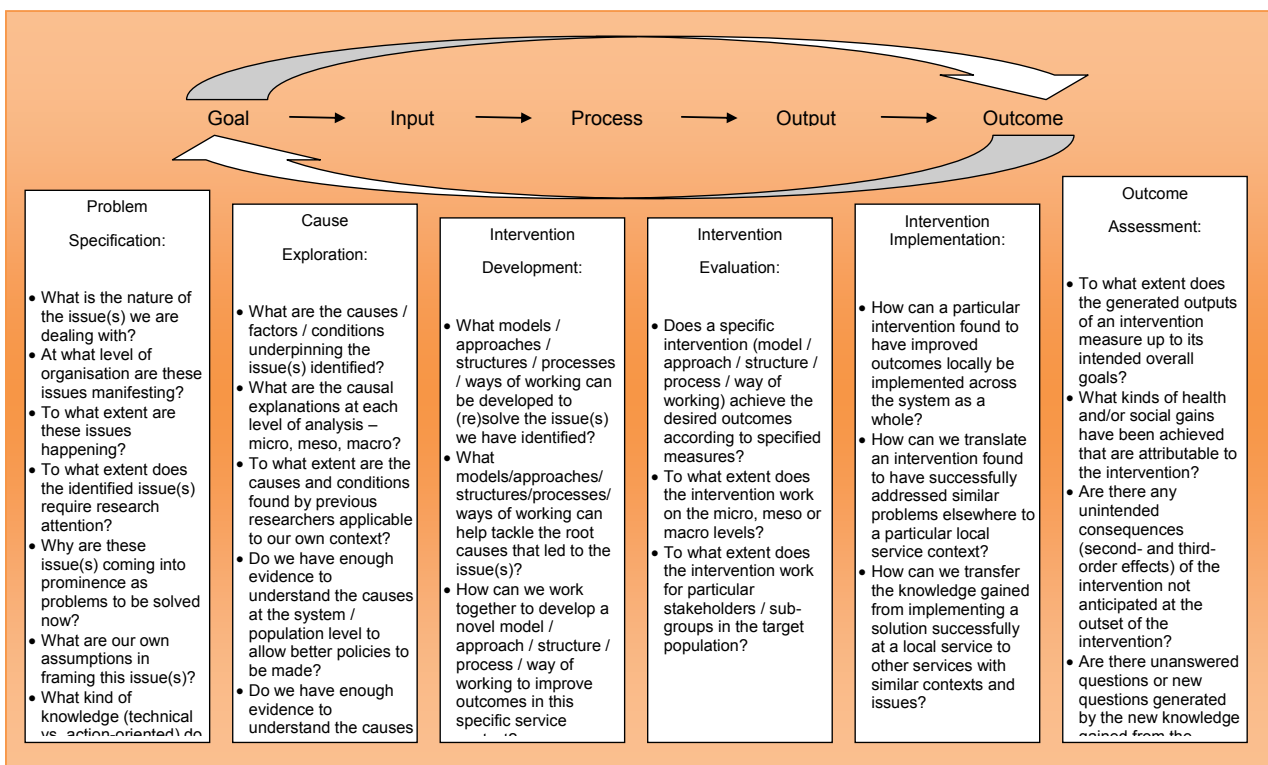 Goal Input Process Output Outcome
Problem
Specification:
• What is the nature of
the issue(s) we are
dealing with?
• At what level of
organisation are these
issues manifesting?
• To what extent are
these issues
happening?
• To what extent does
the identified issue(s)
require research
attention?
• Why are these
issue(s) coming into
prominence as
problems to be solved
now?
• What are our own
assumptions in
framing this issue(s)?
• What kind of
knowledge (technical
vs. action-oriented) do
Cause
Exploration:
• What are the causes /
factors / conditions
underpinning the
issue(s) identified?
• What are the causal
explanations at each
level of analysis –
micro, meso, macro?
• To what extent are the
causes and conditions
found by previous
researchers applicable
to our own context?
• Do we have enough
evidence to
understand the causes
at the system /
population level to
allow better policies to
be made?
• Do we have enough
evidence to
understand the causes
Intervention
Development:
• What models /
approaches /
structures / processes
/ ways of working can
be developed to
(re)solve the issue(s)
we have identified?
• What
models/approaches/
structures/processes/
ways of working can
help tackle the root
causes that led to the
issue(s)?
• How can we work
together to develop a
novel model /
approach / structure /
process / way of
working to improve
outcomes in this
specific service
Intervention
Evaluation:
• Does a specific
intervention (model /
approach / structure /
process / way of
working) achieve the
desired outcomes
according to specified
measures?
• To what extent does
the intervention work
on the micro, meso or
macro levels?
• To what extent does
the intervention work
for particular
stakeholders / sub-
groups in the target
population?
Intervention
Implementation:
• How can a particular
intervention found to
have improved
outcomes locally be
implemented across
the system as a
whole?
• How can we translate
an intervention found
to have successfully
addressed similar
problems elsewhere to
a particular local
service context?
• How can we transfer
the knowledge gained
from implementing a
solution successfully
at a local service to
other services with
similar contexts and
issues?
Outcome
Assessment:
• To what extent does
the generated outputs
of an intervention
measure up to its
intended overall
goals?
• What kinds of health
and/or social gains
have been achieved
that are attributable to
the intervention?
• Are there any
unintended
consequences
(second- and third-
order effects) of the
intervention not
anticipated at the
outset of the
intervention?
• Are there unanswered
questions or new
questions generated
by the new knowledge
gained from the